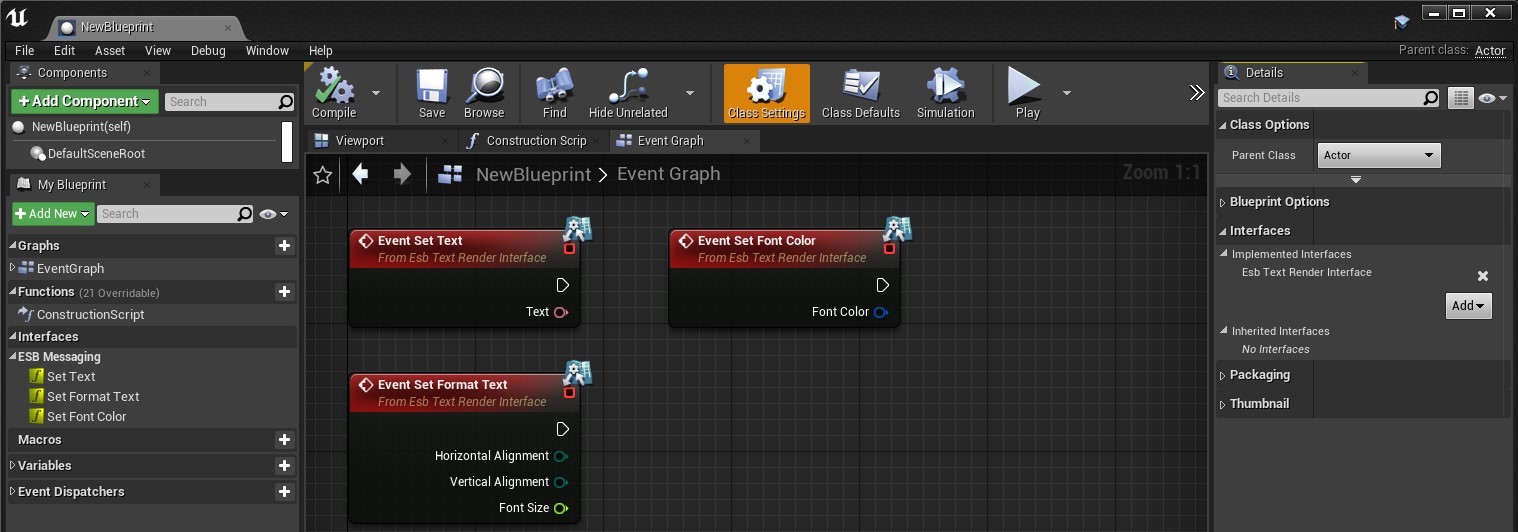 NewBlueprint
File Edit Asset View Debug Window Help
Parent class: Actor
Components
+Add Component
Search
NewBlueprint(self)
DefaultSceneRoot
My Blueprint
+Add New
Search
Graphs
EventGraph
Functions (21 Overridable)
ConstructionScript
Interfaces
ESB Messaging
Set Text
Set Format Text
Set Font Color
Macros
Variables
Event Dispatchers
Compile Save Browse Find Hide Unrelated Class Settings Class Defaults Simulation Play
Viewport Construction Scrip Event Graph
NewBlueprint > Event Graph
Zoom 1:1
Event Set Text
From Esb Text Render Interface
Text
Event Set Font Color
From Esb Text Render Interface
Font Color
Event Set Format Text
From Esb Text Render Interface
Horizontal Alignment
Vertical Alignment
Font Size
Details
Search Details
Class Options
Parent Class Actor
Blueprint Options
Interfaces
Implemented Interfaces
Esb Text Render Interface
Add
Inherited Interfaces
No Interfaces
Packaging
Thumbnail